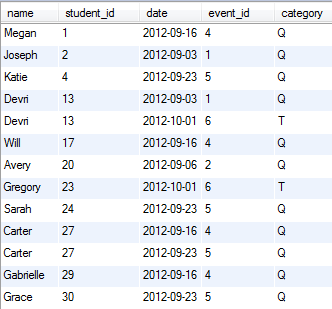 name student_id date event_id category
Megan 1 2012-09-16 4 Q
Joseph 2 2012-09-03 1 Q
Katie 4 2012-09-23 5 Q
Devri 13 2012-09-03 1 Q
Devri 13 2012-10-01 6 T
Will 17 2012-09-16 4 Q
Avery 20 2012-09-06 2 Q
Gregory 23 2012-10-01 6 T
Sarah 24 2012-09-23 5 Q
Carter 27 2012-09-16 4 Q
Carter 27 2012-09-23 5 Q
Gabrielle 29 2012-09-16 4 Q
Grace 30 2012-09-23 5 Q